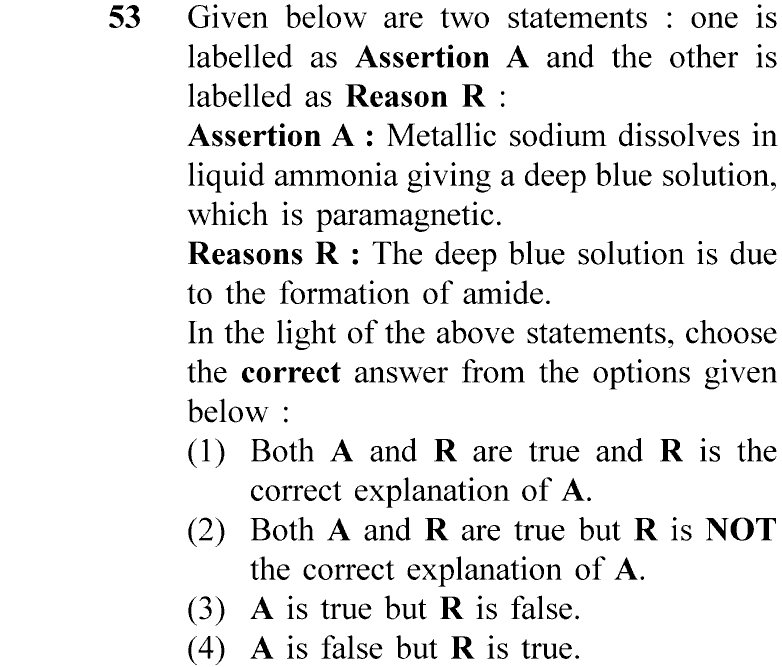 53 Given below are two statements : one is
labelled as Assertion A and the other is
labelled as Reason R :
Assertion A : Metallic sodium dissolves in
liquid ammonia giving a deep blue solution,
which is paramagnetic.
Reasons R : The deep blue solution is due
to the formation of amide.
In the light of the above statements, choose
the correct answer from the options given
below :
(1) Both A and R are true and R is the
correct explanation of A.
(2) Both A and R are true but R is NOT
the correct explanation of A.
(3) A is true but R is false.
(4) A is false but R is true.